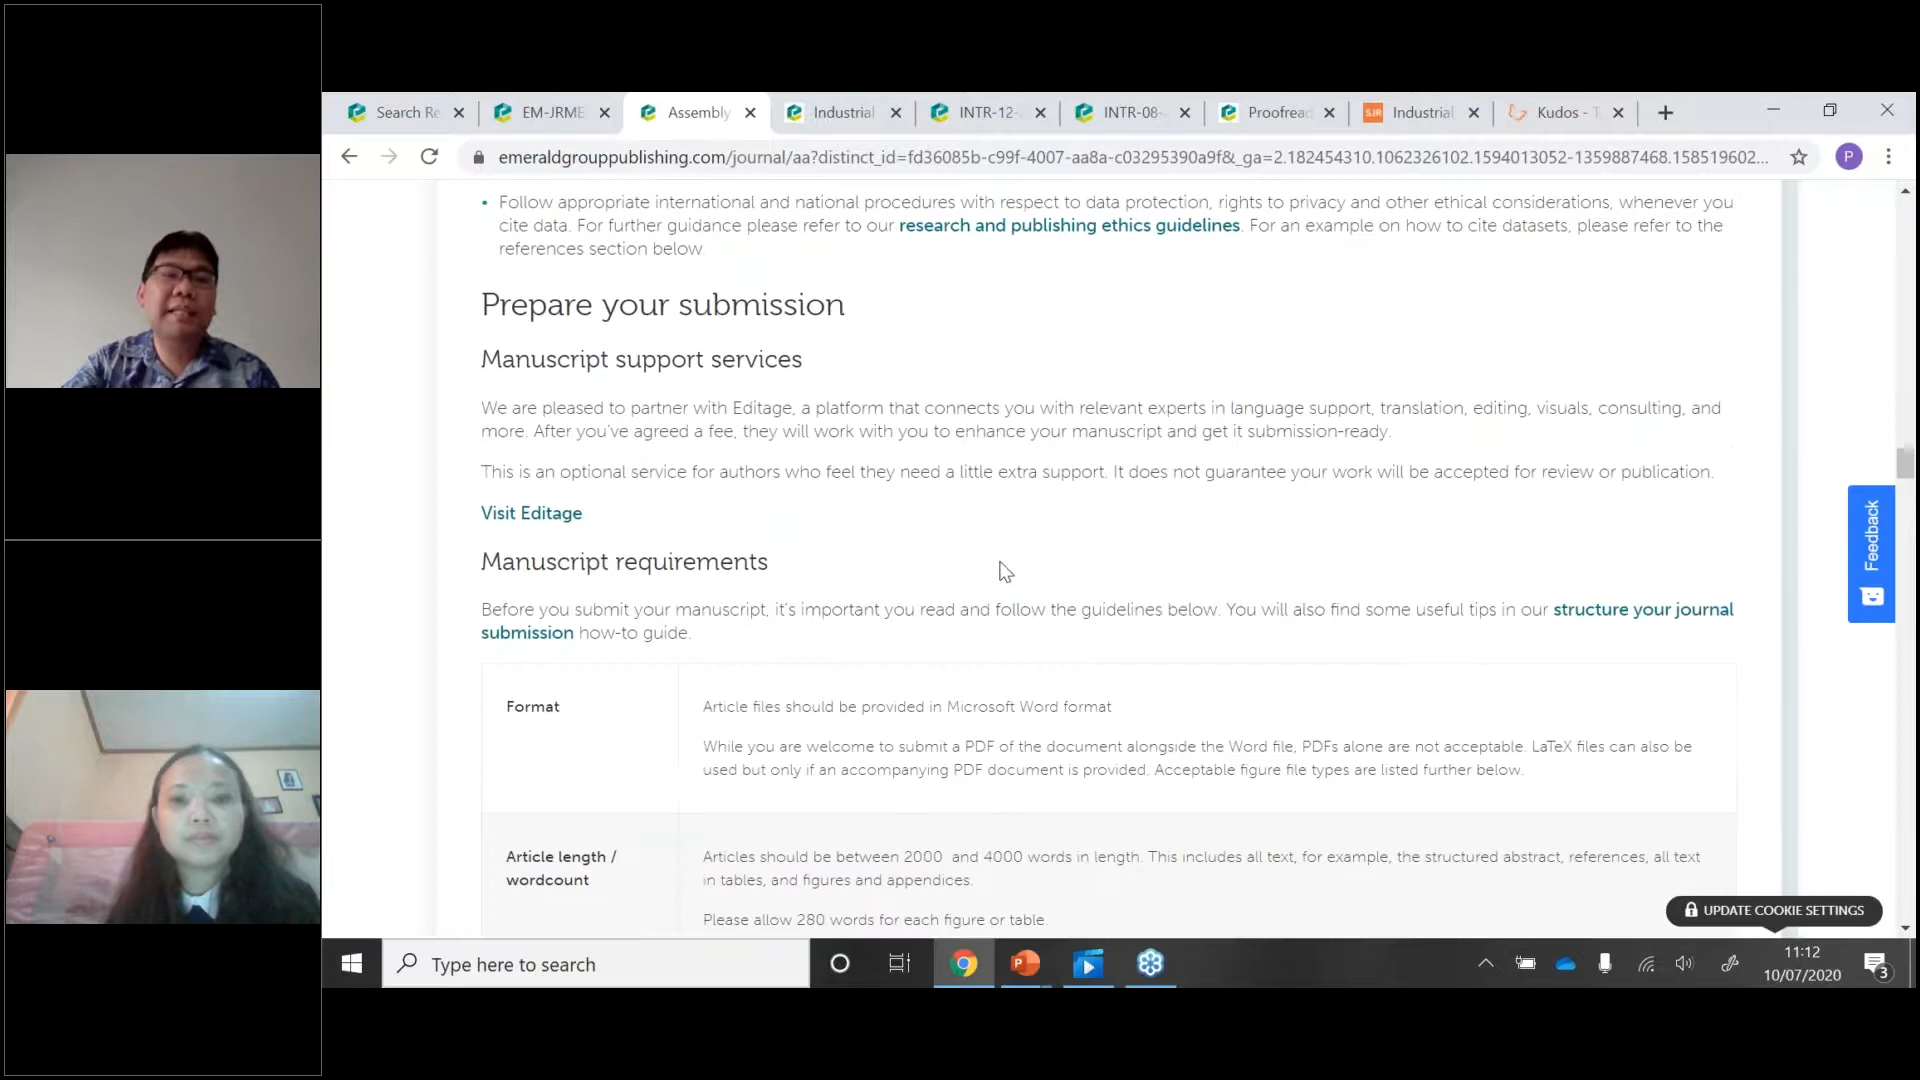 Search Re
EM-JRME
Assembly
Industrial
INTR-12-
INTR-08-
Proofread
SJR
Industrial
Kudos - T
emeraldgrouppublishing.com/journal/aa?distinct_id=fd36085b-c99f-4007-aa8a-c03295390a9f&_ga=2.182454310.1062326102.1594013052-1359887468.158519602...
P
• Follow appropriate international and national procedures with respect to data protection, rights to privacy and other ethical considerations, whenever you
cite data. For further guidance please refer to our research and publishing ethics guidelines. For an example on how to cite datasets, please refer to the
references section below
Prepare your submission
Manuscript support services
We are pleased to partner with Editage, a platform that connects you with relevant experts in language support, translation, editing, visuals, consulting, and
more. After you've agreed a fee, they will work with you to enhance your manuscript and get it submission-ready.
This is an optional service for authors who feel they need a little extra support. It does not guarantee your work will be accepted for review or publication.
Visit Editage
Manuscript requirements
Before you submit your manuscript, it's important you read and follow the guidelines below. You will also find some useful tips in our structure your journal
submission how-to guide.
Format
Article files should be provided in Microsoft Word format
While you are welcome to submit a PDF of the document alongside the Word file, PDFs alone are not acceptable. LaTeX files can also be
used but only if an accompanying PDF document is provided. Acceptable figure file types are listed further below.
Article length /
wordcount
Articles should be between 2000 and 4000 words in length. This includes all text, for example, the structured abstract, references, all text
in tables, and figures and appendices.
Please allow 280 words for each figure or table.
Feedback
UPDATE COOKIE SETTINGS
Type here to search
P
11:12
10/07/2020
3